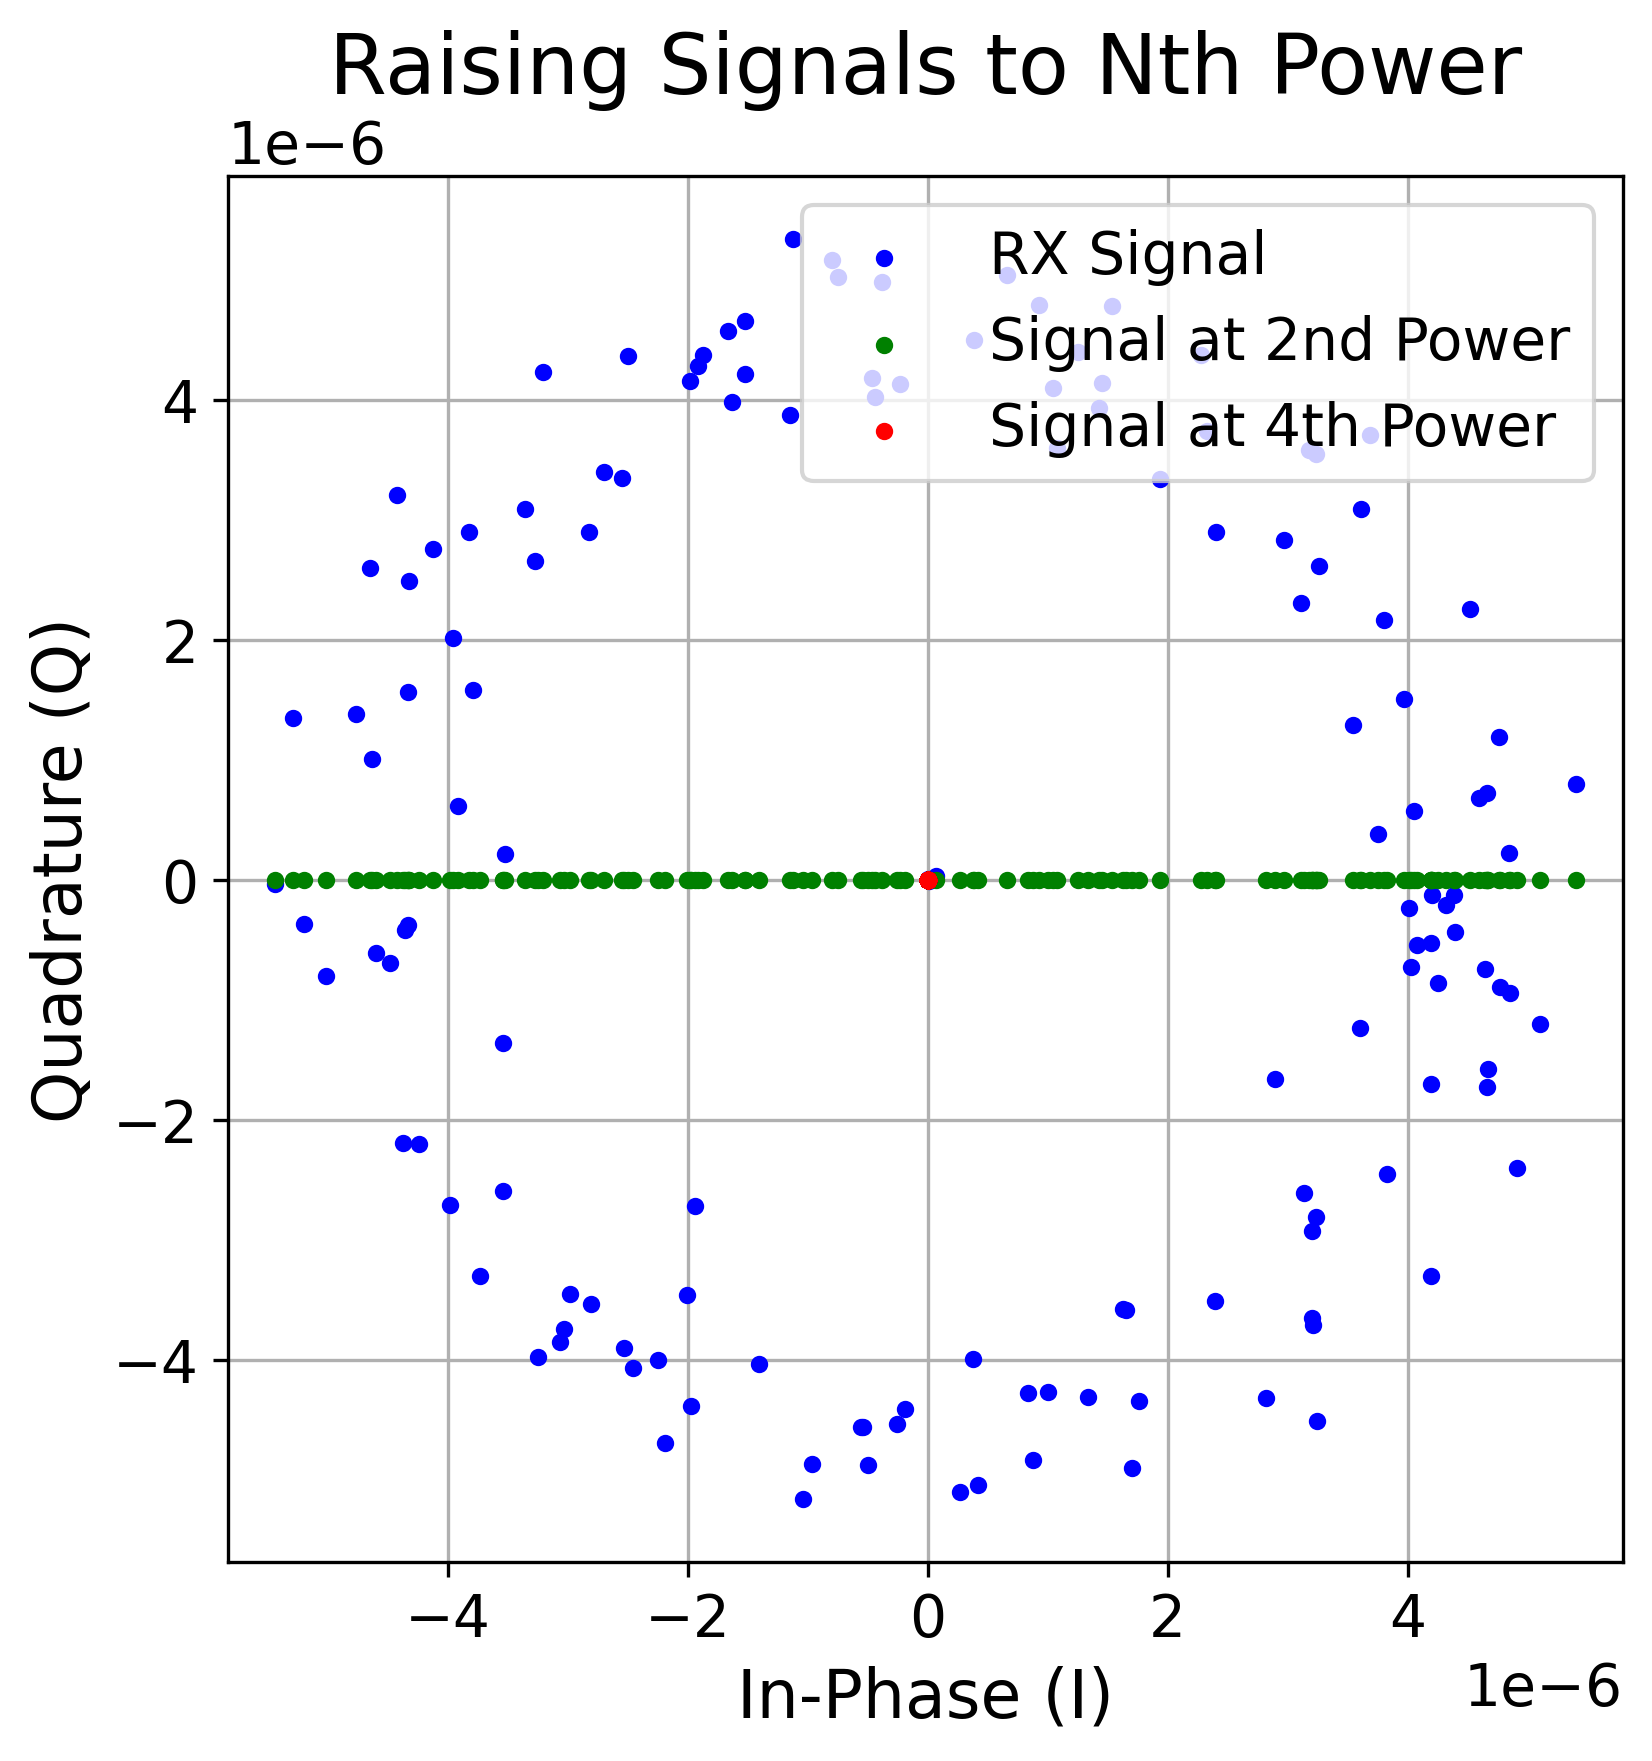 Raising Signals to Nth Power
1e−6
RX Signal
Signal at 2nd Power
Signal at 4th Power
4
2
0
−2
−4
Quadrature (Q)
−4 −2 0 2 4
In-Phase (I)
1e−6